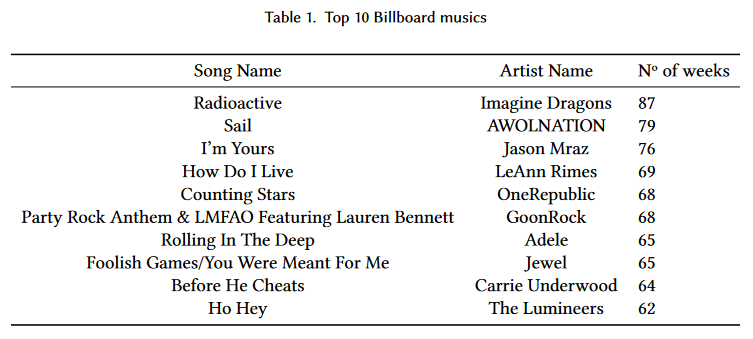 Table 1. Top 10 Billboard musics
Song Name Artist Name Nº of weeks
Radioactive Imagine Dragons 87
Sail AWOLNATION 79
I'm Yours Jason Mraz 76
How Do I Live LeAnn Rimes 69
Counting Stars OneRepublic 68
Party Rock Anthem & LMFAO Featuring Lauren Bennett GoonRock 68
Rolling In The Deep Adele 65
Foolish Games/You Were Meant For Me Jewel 65
Before He Cheats Carrie Underwood 64
Ho Hey The Lumineers 62